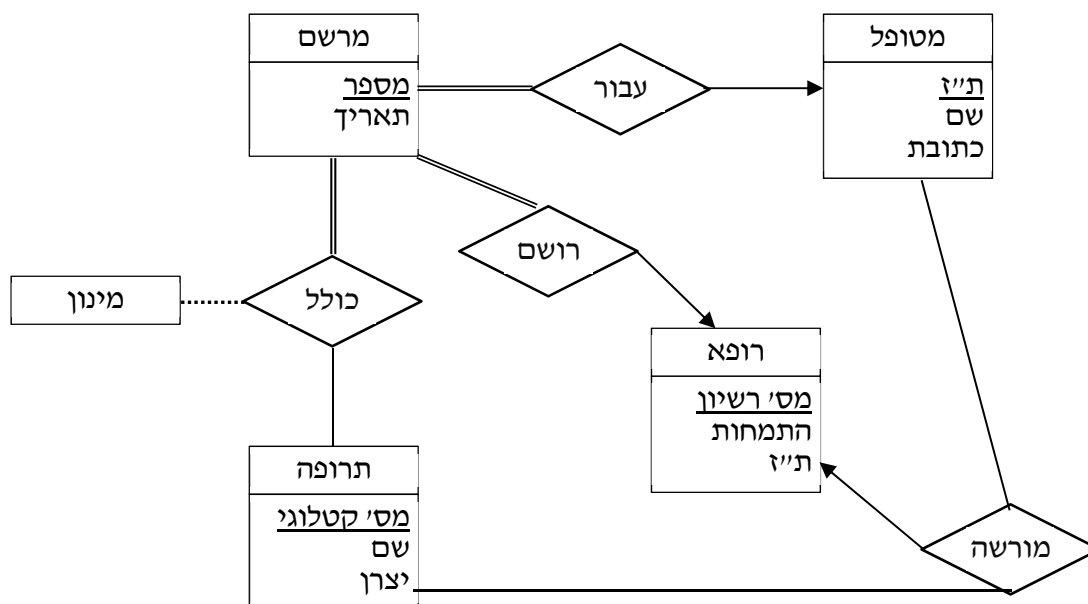 מרשם
מספר
תאריך
עבור
מטופל
ת״ז
שם
כתובת
רושם
מינון
כולל
רופא
מס׳ רשיון
התמחות
ת״ז
תרופה
מס׳ קטלוגי
שם
יצרן
מורשה